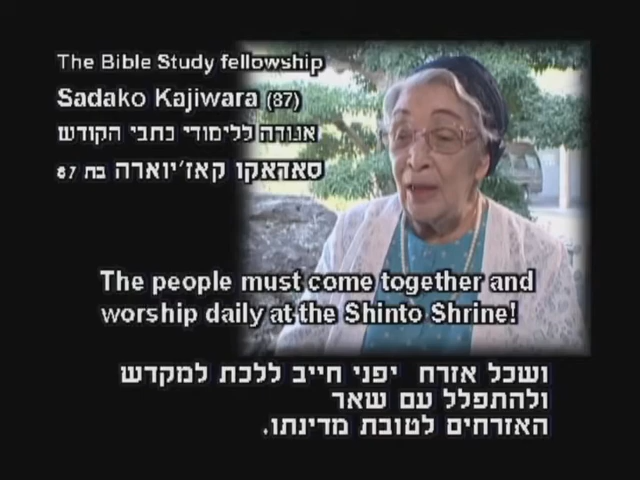 The Bible Study fellowship
Sadako Kajiwara (87)
אגודה ללימודי כתבי הקודש
סאדאקו קאז'יוארה בת 87
The people must come together and
worship daily at the Shinto Shrine!
ושכל אזרח יפני חייב ללכת למקדש
ולהתפלל עם שאר
האזרחים לטובת מדינתו.